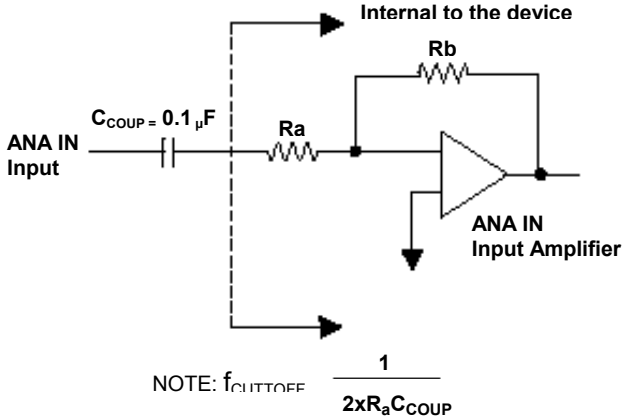 Internal to the device
Rb
CCOUP = 0.1 µF
Ra
ANA IN
Input
ANA IN
Input Amplifier
NOTE: fCUTTOFF
1
2xRaCCOUP